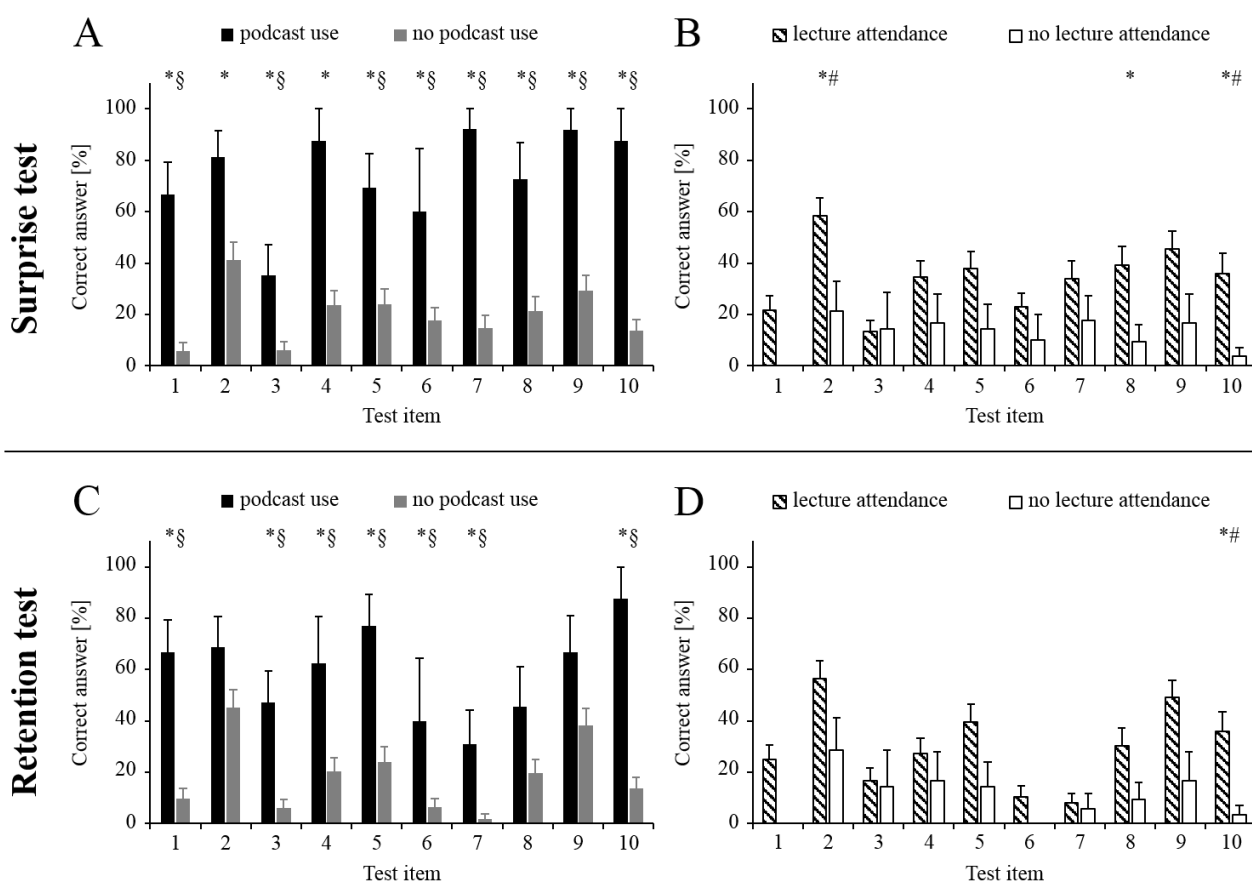 Surprise test
A
podcast use no podcast use
*§ * *§ * *§ *§ *§ *§ *§ *§
Correct answer [%]
100
80
60
40
20
0
1 2 3 4 5 6 7 8 9 10
Test item
B
lecture attendance no lecture attendance
*# * *#
Correct answer [%]
100
80
60
40
20
0
1 2 3 4 5 6 7 8 9 10
Test item
Retention test
C
podcast use no podcast use
*§ *§ *§ *§ *§ *§ *§
Correct answer [%]
100
80
60
40
20
0
1 2 3 4 5 6 7 8 9 10
Test item
D
lecture attendance no lecture attendance
*#
Correct answer [%]
100
80
60
40
20
0
1 2 3 4 5 6 7 8 9 10
Test item